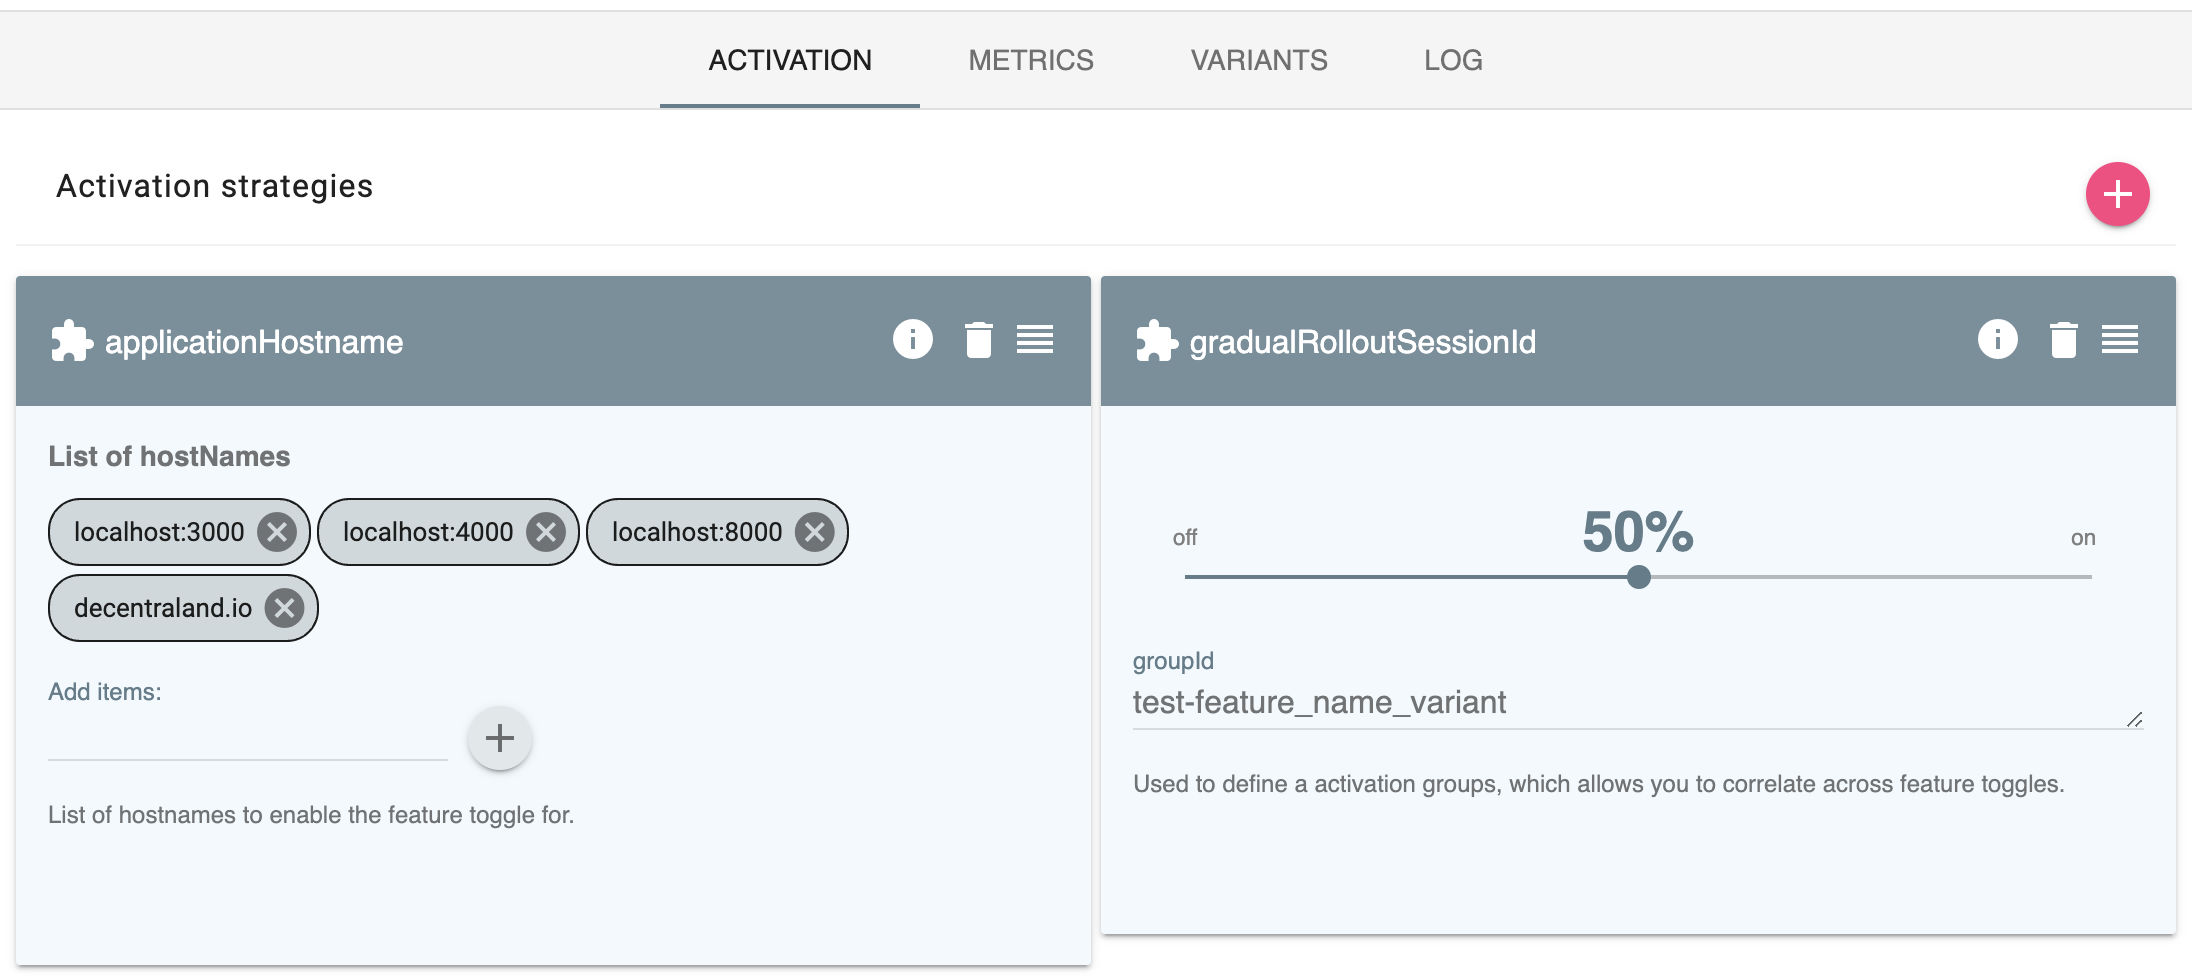 ACTIVATION METRICS VARIANTS LOG
Activation strategies
applicationHostname
List of hostNames
localhost:3000 localhost:4000 localhost:8000
decentraland.io
Add items:
List of hostnames to enable the feature toggle for.
gradualRolloutSessionId
off 50% on
groupId
test-feature_name_variant
Used to define a activation groups, which allows you to correlate across feature toggles.